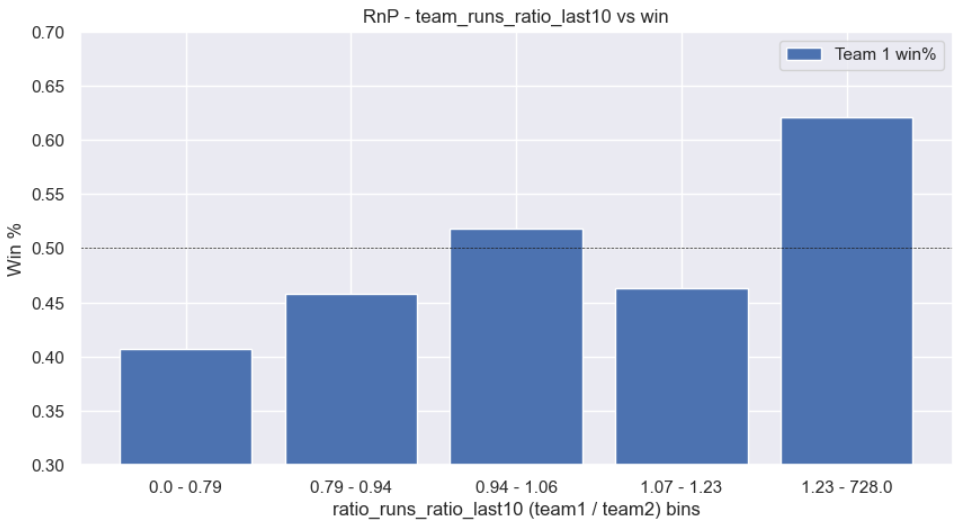 RnP - team_runs_ratio_last10 vs win
Team 1 win%
Win %
0.70
0.65
0.60
0.55
0.50
0.45
0.40
0.35
0.30
0.0 - 0.79
0.79 - 0.94
0.94 - 1.06
1.07 - 1.23
1.23 - 728.0
ratio_runs_ratio_last10 (team1 / team2) bins